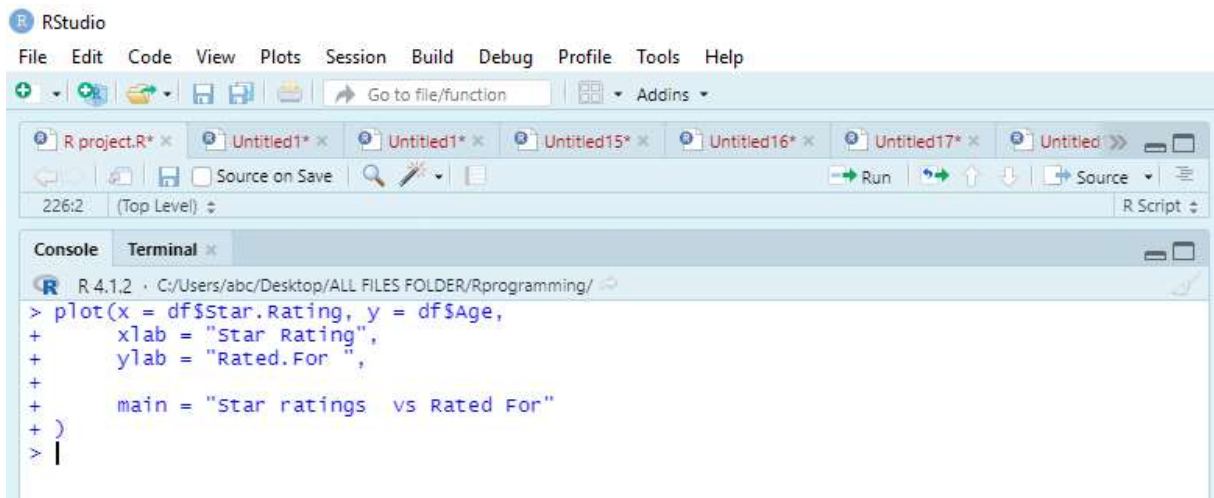 RStudio
File Edit Code View Plots Session Build Debug Profile Tools Help
Go to file/function Addins
R project.R* Untitled1* Untitled1* Untitled15* Untitled16* Untitled17* Untitled
Source on Save Run Source
226:2 (Top Level) R Script
Console Terminal
R 4.1.2 · C:/Users/abc/Desktop/ALL FILES FOLDER/Rprogramming/
> plot(x = df$Star.Rating, y = df$Age,
+ xlab = "Star Rating",
+ ylab = "Rated.For ",
+
+ main = "Star ratings  vs Rated For"
+ )
>